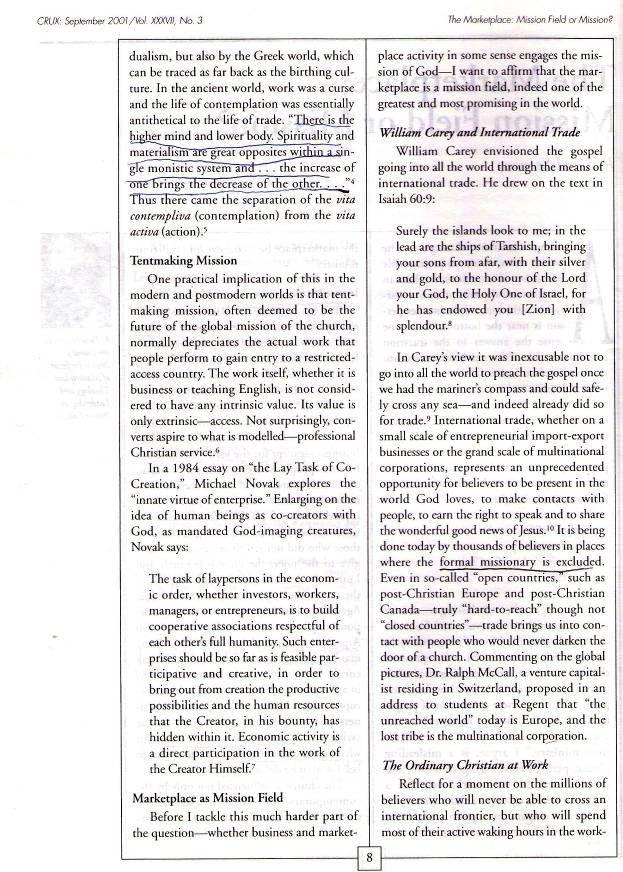 CRUX: September 2001/Vol. XXXVII, No. 3
The Marketplace: Mission Field or Mission?
dualism, but also by the Greek world, which
can be traced as far back as the birthing cul-
ture. In the ancient world, work was a curse
and the life of contemplation was essentially
antithetical to the life of trade. “There is the
higher mind and lower body. Spirituality and
materialism are great opposites within a sin-
gle monistic system and . . . the increase of
one brings the decrease of the other. . . .”⁴
Thus there came the separation of the vita
contempliva (contemplation) from the vita
activa (action).⁵
Tentmaking Mission
One practical implication of this in the
modern and postmodern worlds is that tent-
making mission, often deemed to be the
future of the global mission of the church,
normally depreciates the actual work that
people perform to gain entry to a restricted-
access country. The work itself, whether it is
business or teaching English, is not consid-
ered to have any intrinsic value. Its value is
only extrinsic—access. Not surprisingly, con-
verts aspire to what is modelled—professional
Christian service.⁶
In a 1984 essay on “the Lay Task of Co-
Creation,” Michael Novak explores the
“innate virtue of enterprise.” Enlarging on the
idea of human beings as co-creators with
God, as mandated God-imaging creatures,
Novak says:
The task of laypersons in the econom-
ic order, whether investors, workers,
managers, or entrepreneurs, is to build
cooperative associations respectful of
each other’s full humanity. Such enter-
prises should be so far as is feasible par-
ticipative and creative, in order to
bring out from creation the productive
possibilities and the human resources
that the Creator, in his bounty, has
hidden within it. Economic activity is
a direct participation in the work of
the Creator Himself.⁷
Marketplace as Mission Field
Before I tackle this much harder part of
the question—whether business and market-
place activity in some sense engages the mis-
sion of God—I want to affirm that the mar-
ketplace is a mission field, indeed one of the
greatest and most promising in the world.
William Carey and International Trade
William Carey envisioned the gospel
going into all the world through the means of
international trade. He drew on the text in
Isaiah 60:9:
Surely the islands look to me; in the
lead are the ships of Tarshish, bringing
your sons from afar, with their silver
and gold, to the honour of the Lord
your God, the Holy One of Israel, for
he has endowed you [Zion] with
splendour.⁸
In Carey’s view it was inexcusable not to
go into all the world to preach the gospel once
we had the mariner’s compass and could safe-
ly cross any sea—and indeed already did so
for trade.⁹ International trade, whether on a
small scale of entrepreneurial import-export
businesses or the grand scale of multinational
corporations, represents an unprecedented
opportunity for believers to be present in the
world God loves, to make contacts with
people, to earn the right to speak and to share
the wonderful good news of Jesus.¹⁰ It is being
done today by thousands of believers in places
where the formal missionary is excluded.
Even in so-called “open countries,” such as
post-Christian Europe and post-Christian
Canada—truly “hard-to-reach” though not
“closed countries”—trade brings us into con-
tact with people who would never darken the
door of a church. Commenting on the global
pictures, Dr. Ralph McCall, a venture capital-
ist residing in Switzerland, proposed in an
address to students at Regent that “the
unreached world” today is Europe, and the
lost tribe is the multinational corporation.
The Ordinary Christian at Work
Reflect for a moment on the millions of
believers who will never be able to cross an
international frontier, but who will spend
most of their active waking hours in the work-
8